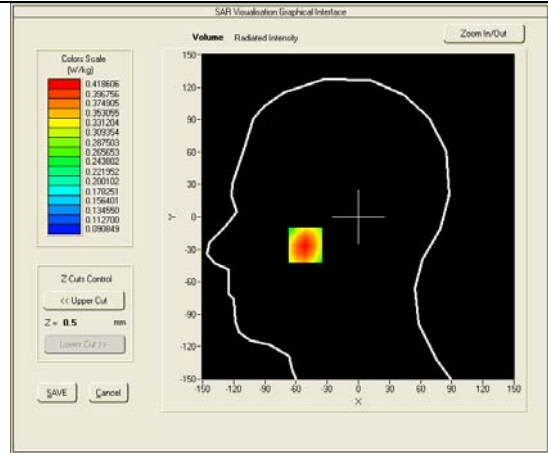 SAR Visualisation Graphical Interface
Volume Radiated Intensity
Zoom In/Out
Colors Scale
(W/kg)
0.418606
0.396756
0.374905
0.353055
0.331204
0.309354
0.287503
0.265653
0.243802
0.221952
0.200102
0.178251
0.156401
0.134550
0.112700
0.090849
Z Cuts Control
<< Upper Cut
Z = 0.5 mm
Lower Cut >>
SAVE Cancel
150
120
90
60
30
0
-30
-60
-90
-120
-150
Y
-150 -120 -90 -60 -30 0 30 60 90 120 150
X